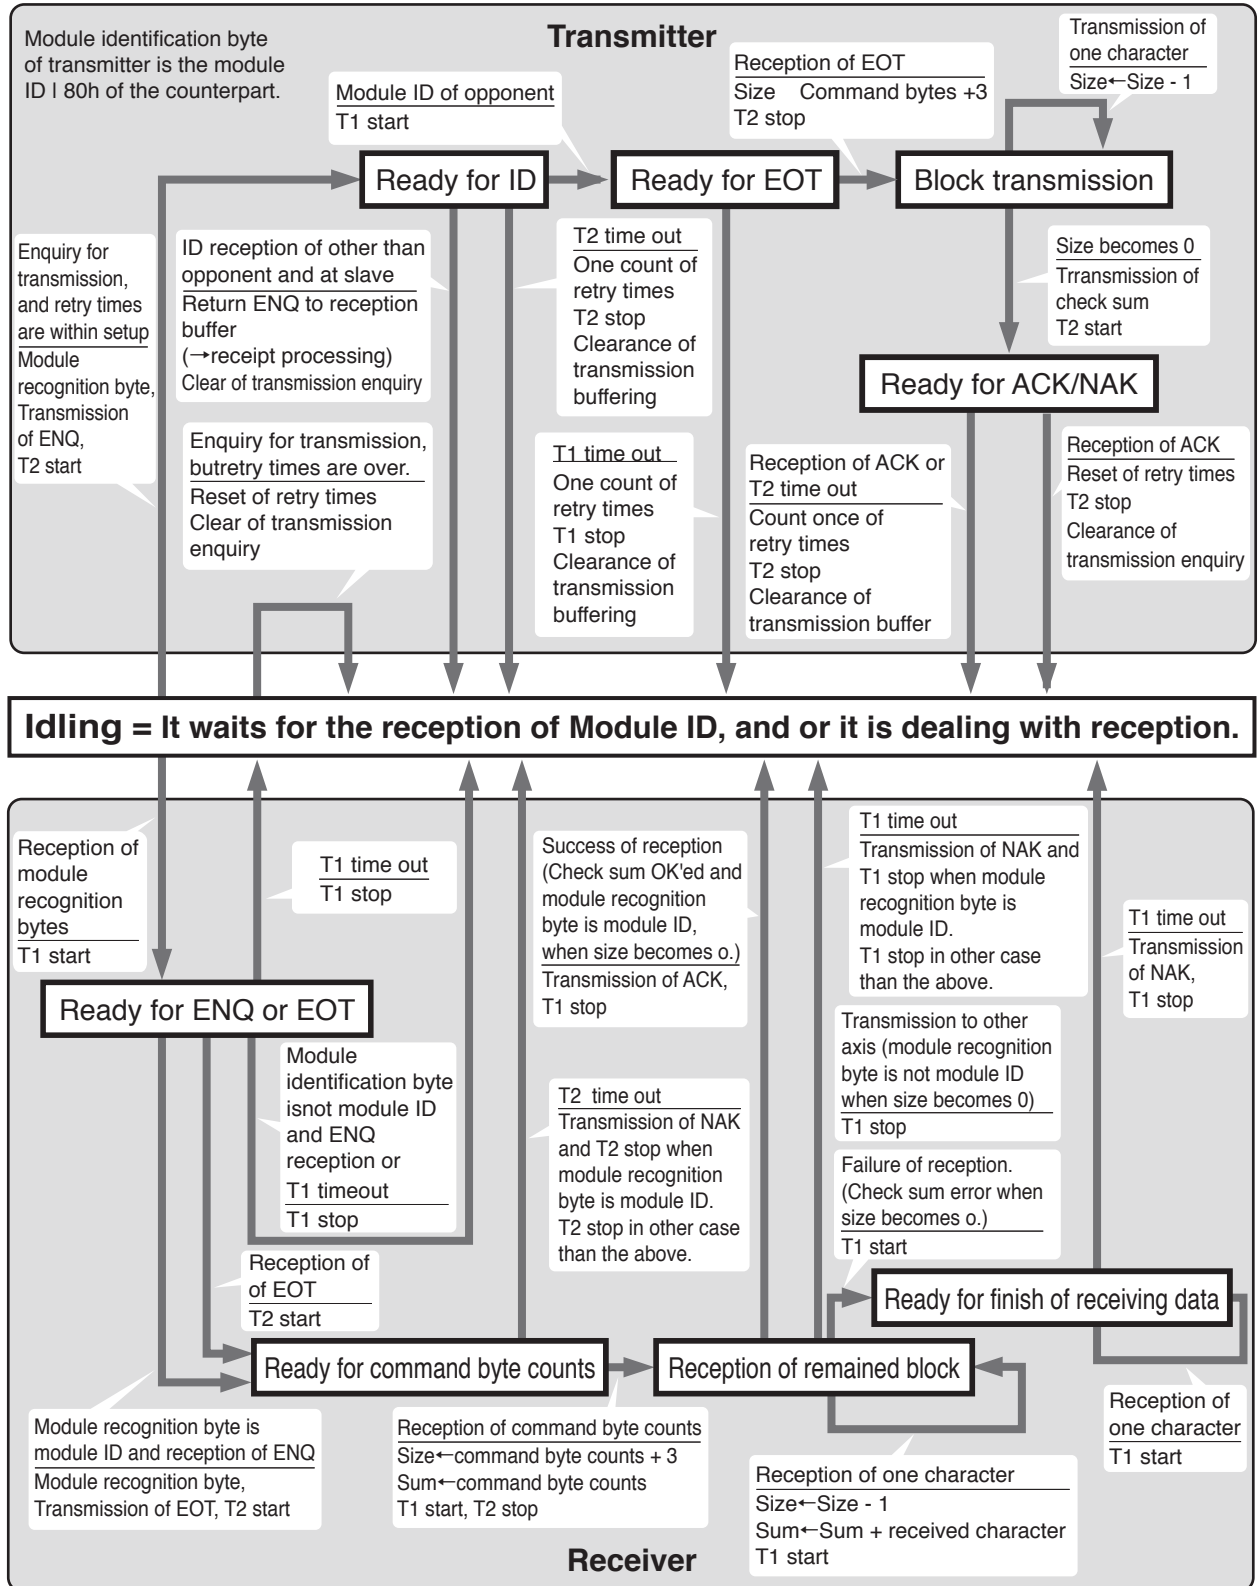 Transmitter
Module identification byte
of transmitter is the module
ID I 80h of the counterpart.
Module ID of opponent
T1 start
Reception of EOT
Size Command bytes +3
T2 stop
Transmission of
one character
Size←Size - 1
Ready for ID
Ready for EOT
Block transmission
Enquiry for
transmission,
and retry times
are within setup
Module
recognition byte,
Transmission
of ENQ,
T2 start
ID reception of other than
opponent and at slave
Return ENQ to reception
buffer
(→receipt processing)
Clear of transmission enquiry
T2 time out
One count of
retry times
T2 stop
Clearance of
transmission
buffering
Size becomes 0
Ttransmission of
check sum
T2 start
Ready for ACK/NAK
Enquiry for transmission,
butretry times are over.
Reset of retry times
Clear of transmission
enquiry
T1 time out
One count of
retry times
T1 stop
Clearance of
transmission
buffering
Reception of ACK or
T2 time out
Count once of
retry times
T2 stop
Clearance of
transmission buffer
Reception of ACK
Reset of retry times
T2 stop
Clearance of
transmission enquiry
Idling = It waits for the reception of Module ID, and or it is dealing with reception.
Reception of
module
recognition
bytes
T1 start
T1 time out
T1 stop
Success of reception
(Check sum OK'ed and
module recognition
byte is module ID,
when size becomes o.)
Transmission of ACK,
T1 stop
T1 time out
Transmission of NAK and
T1 stop when module
recognition byte is
module ID.
T1 stop in other case
than the above.
T1 time out
Transmission
of NAK,
T1 stop
Ready for ENQ or EOT
Module
identification byte
isnot module ID
and ENQ
reception or
T1 timeout
T1 stop
T2 time out
Transmission of NAK
and T2 stop when
module recognition
byte is module ID.
T2 stop in other case
than the above.
Transmission to other
axis (module recognition
byte is not module ID
when size becomes 0)
T1 stop
Failure of reception.
(Check sum error when
size becomes o.)
T1 start
Reception of
of EOT
T2 start
Ready for finish of receiving data
Ready for command byte counts
Reception of remained block
Module recognition byte is
module ID and reception of ENQ
Module recognition byte,
Transmission of EOT, T2 start
Reception of command byte counts
Size←command byte counts + 3
Sum←command byte counts
T1 start, T2 stop
Reception of one character
Size←Size - 1
Sum←Sum + received character
T1 start
Reception of
one character
T1 start
Receiver